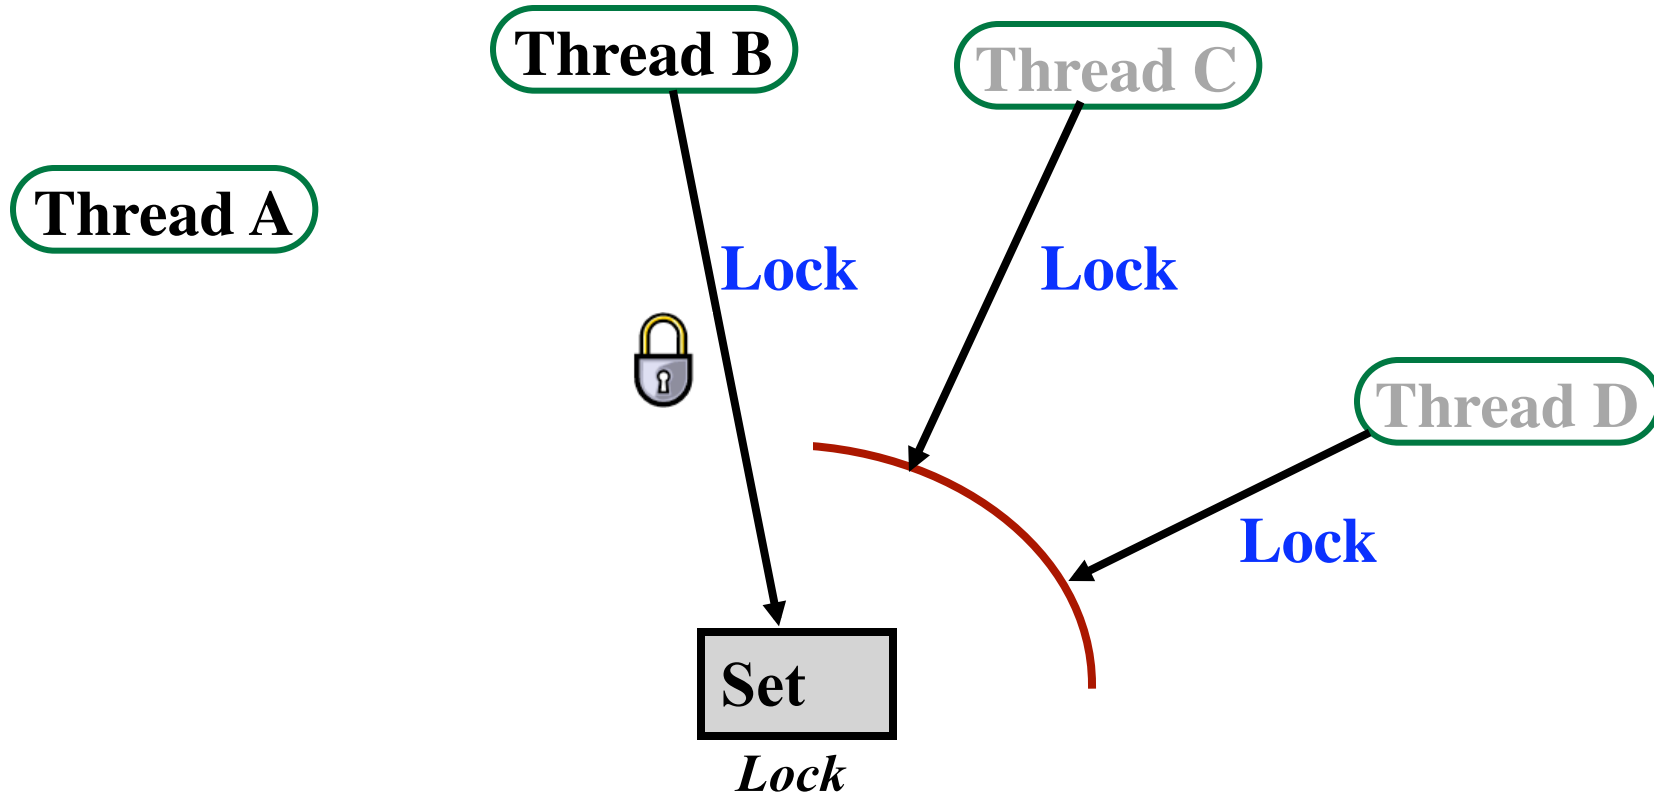 Thread B
Thread C
Thread A
Lock
Lock
Thread D
Lock
Set
Lock